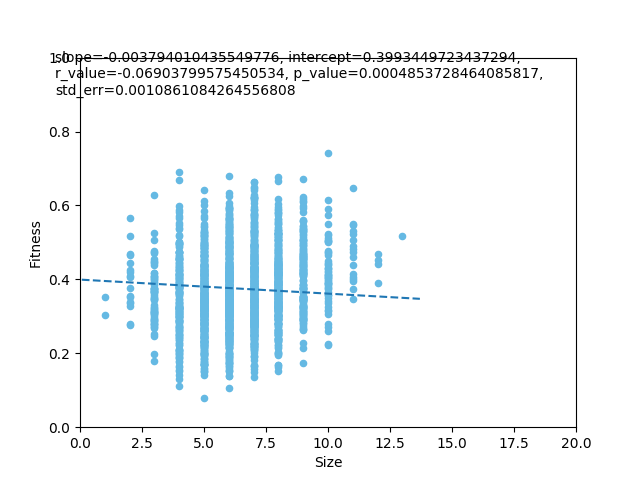 slope=-0.003794010435549776, intercept=0.3993449723437294,
r_value=-0.06903799575450534, p_value=0.0004853728464085817,
std_err=0.0010861084264556808
1.0
0.8
0.6
0.4
0.2
0.0
Fitness
0.0 2.5 5.0 7.5 10.0 12.5 15.0 17.5 20.0
Size